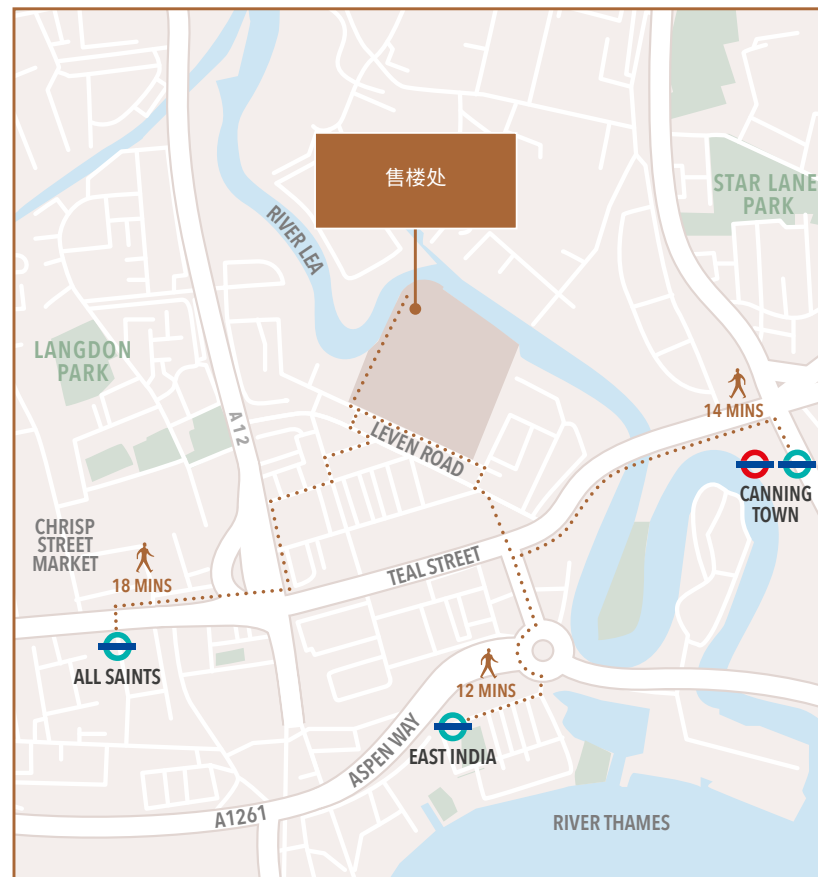 售楼处
STAR LANE
PARK
RIVER LEA
LANGDON
PARK
A12
14 MINS
LEVEN ROAD
CANNING
TOWN
CHRISP
STREET
MARKET
18 MINS
TEAL STREET
ALL SAINTS
12 MINS
EAST INDIA
ASPEN WAY
A1261
RIVER THAMES